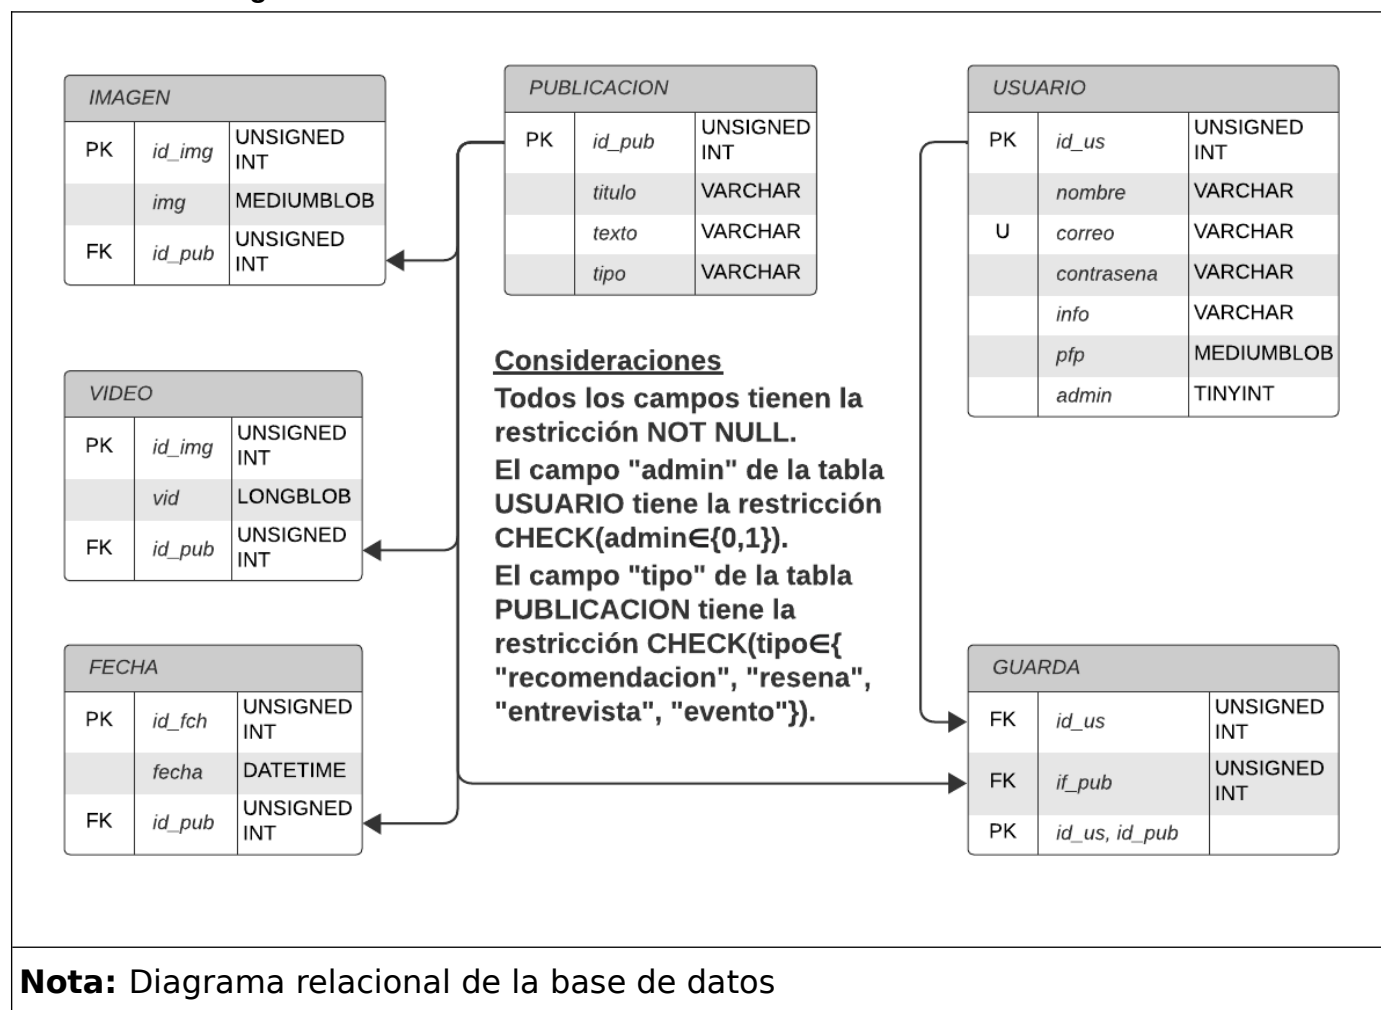 IMAGEN
PK id_img UNSIGNED INT
img MEDIUMBLOB
FK id_pub UNSIGNED INT
PUBLICACION
PK id_pub UNSIGNED INT
titulo VARCHAR
texto VARCHAR
tipo VARCHAR
USUARIO
PK id_us UNSIGNED INT
nombre VARCHAR
U correo VARCHAR
contrasena VARCHAR
info VARCHAR
pfp MEDIUMBLOB
admin TINYINT
VIDEO
PK id_img UNSIGNED INT
vid LONGBLOB
FK id_pub UNSIGNED INT
Consideraciones
Todos los campos tienen la
restricción NOT NULL.
El campo "admin" de la tabla
USUARIO tiene la restricción
CHECK(admin∈{0,1}).
El campo "tipo" de la tabla
PUBLICACION tiene la
restricción CHECK(tipo∈{
"recomendacion", "resena",
"entrevista", "evento"}).
FECHA
PK id_fch UNSIGNED INT
fecha DATETIME
FK id_pub UNSIGNED INT
GUARDA
FK id_us UNSIGNED INT
FK if_pub UNSIGNED INT
PK id_us, id_pub
Nota: Diagrama relacional de la base de datos